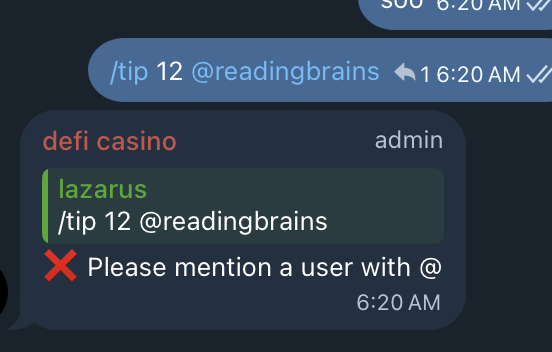 soo 6:20 AM
/tip 12 @readingbrains 1 6:20 AM
defi casino admin
lazarus
/tip 12 @readingbrains
❌ Please mention a user with @
6:20 AM